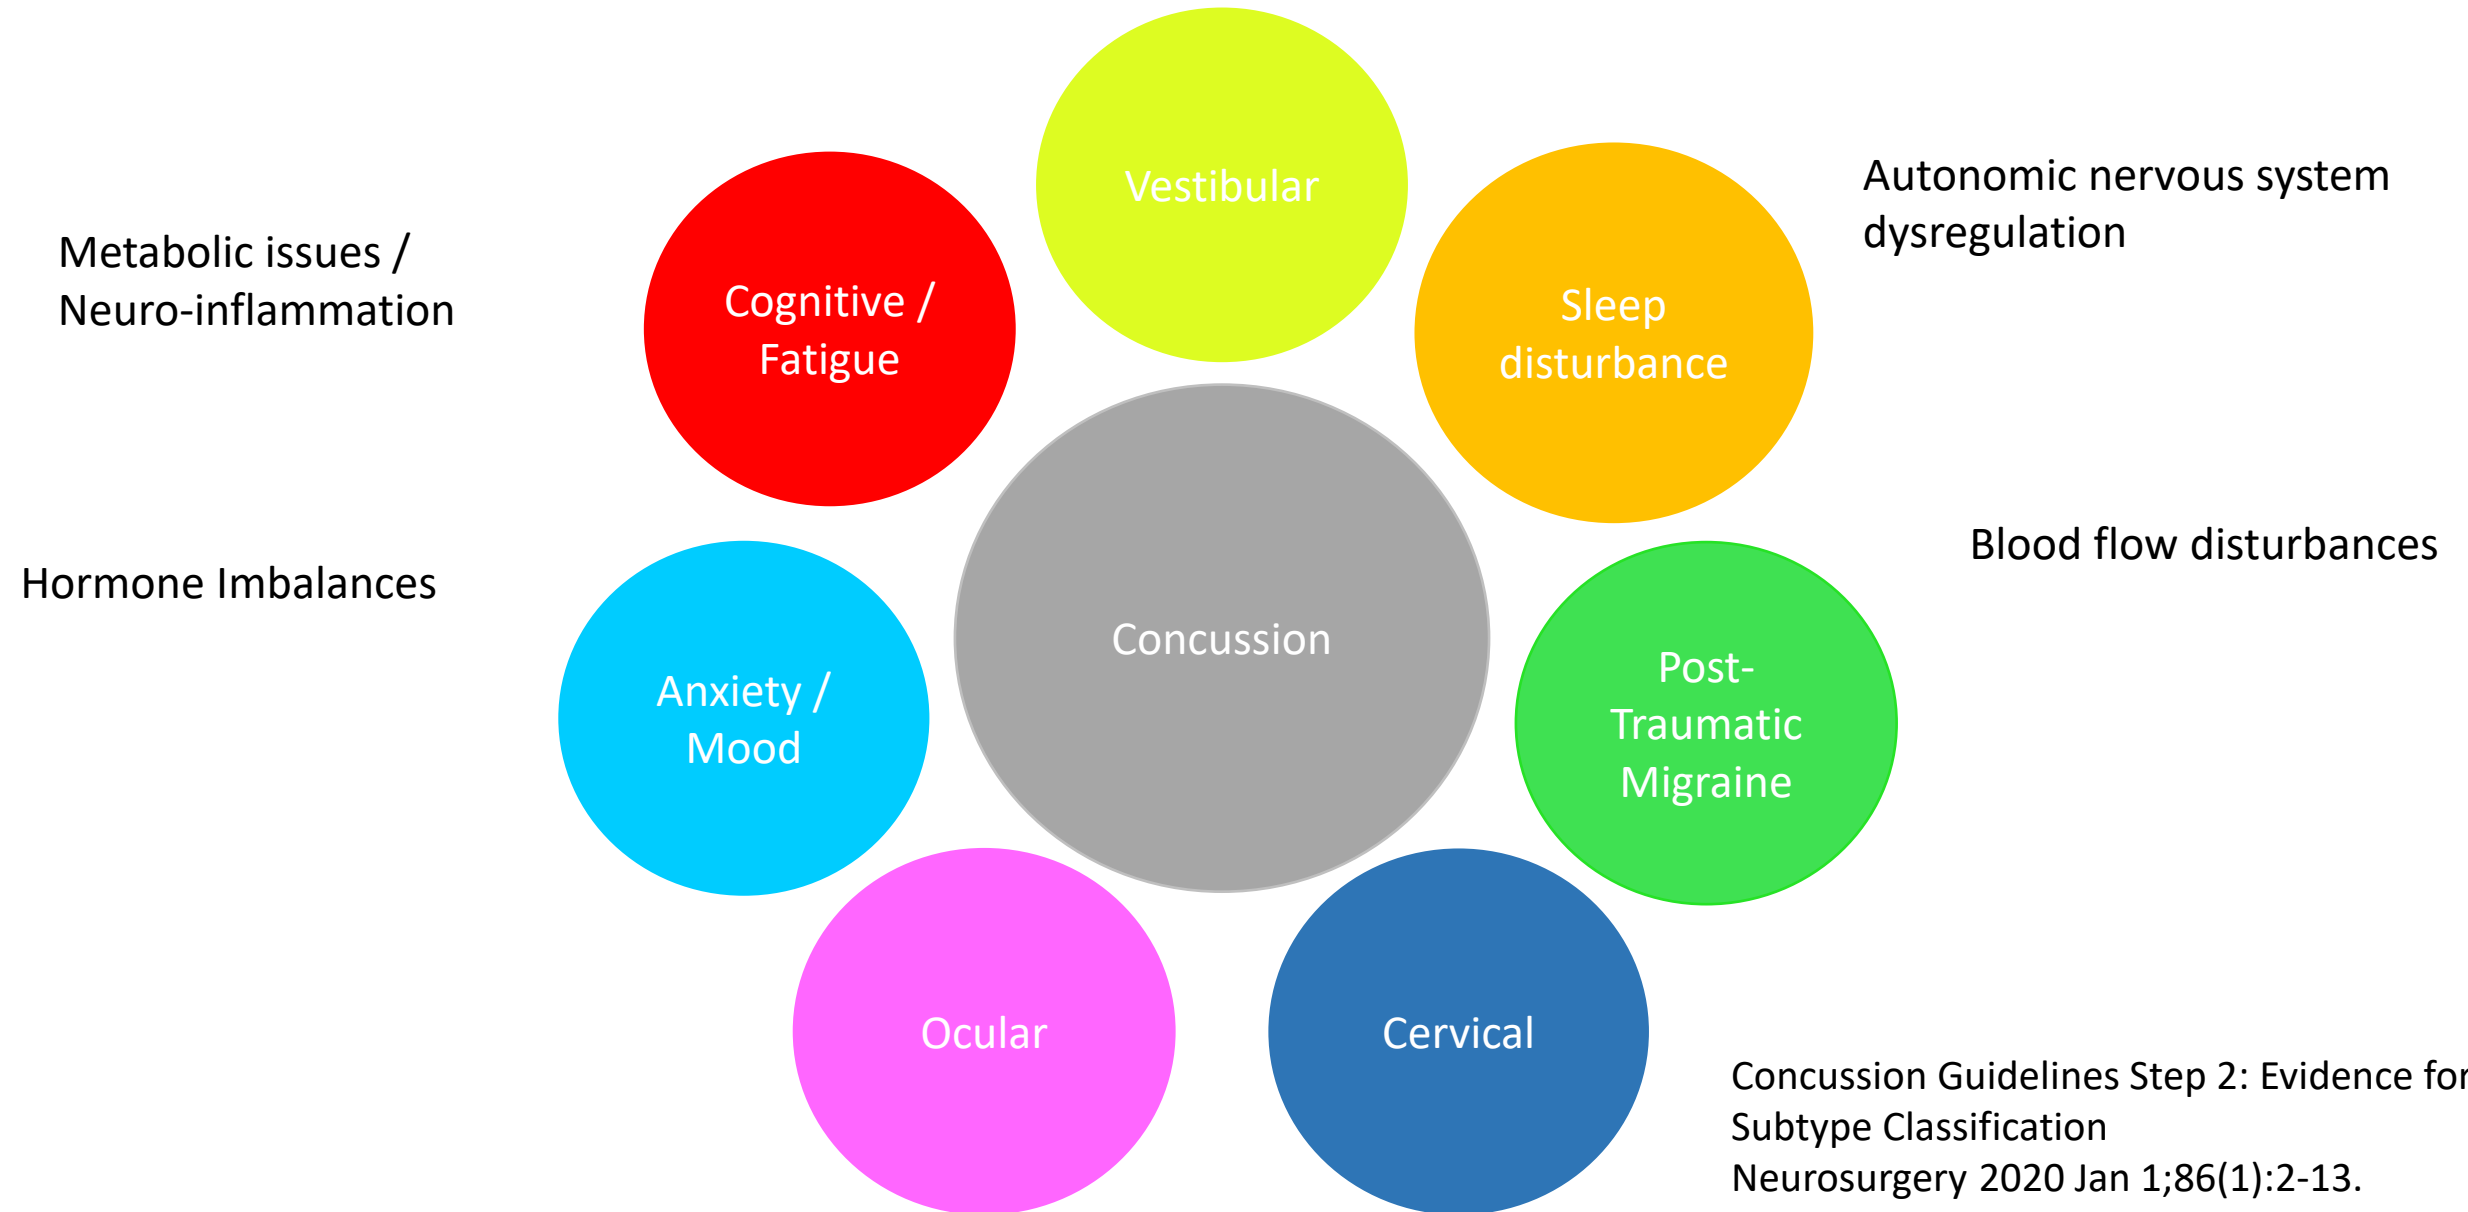 Vestibular
Autonomic nervous system
dysregulation
Metabolic issues /
Neuro-inflammation
Cognitive /
Fatigue
Sleep
disturbance
Blood flow disturbances
Hormone Imbalances
Concussion
Anxiety /
Mood
Post-
Traumatic
Migraine
Ocular
Cervical
Concussion Guidelines Step 2: Evidence for
Subtype Classification
Neurosurgery 2020 Jan 1;86(1):2-13.